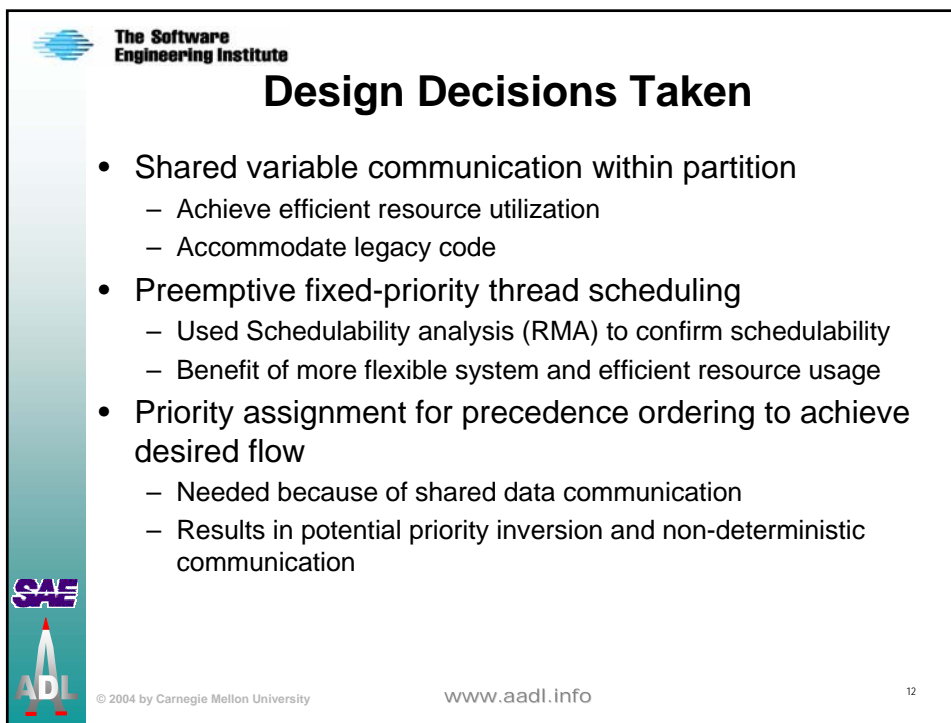 The Software
Engineering Institute
Design Decisions Taken
• Shared variable communication within partition
– Achieve efficient resource utilization
– Accommodate legacy code
• Preemptive fixed-priority thread scheduling
– Used Schedulability analysis (RMA) to confirm schedulability
– Benefit of more flexible system and efficient resource usage
• Priority assignment for precedence ordering to achieve
desired flow
– Needed because of shared data communication
– Results in potential priority inversion and non-deterministic
communication
SAE
ADL
© 2004 by Carnegie Mellon University
www.aadl.info
12